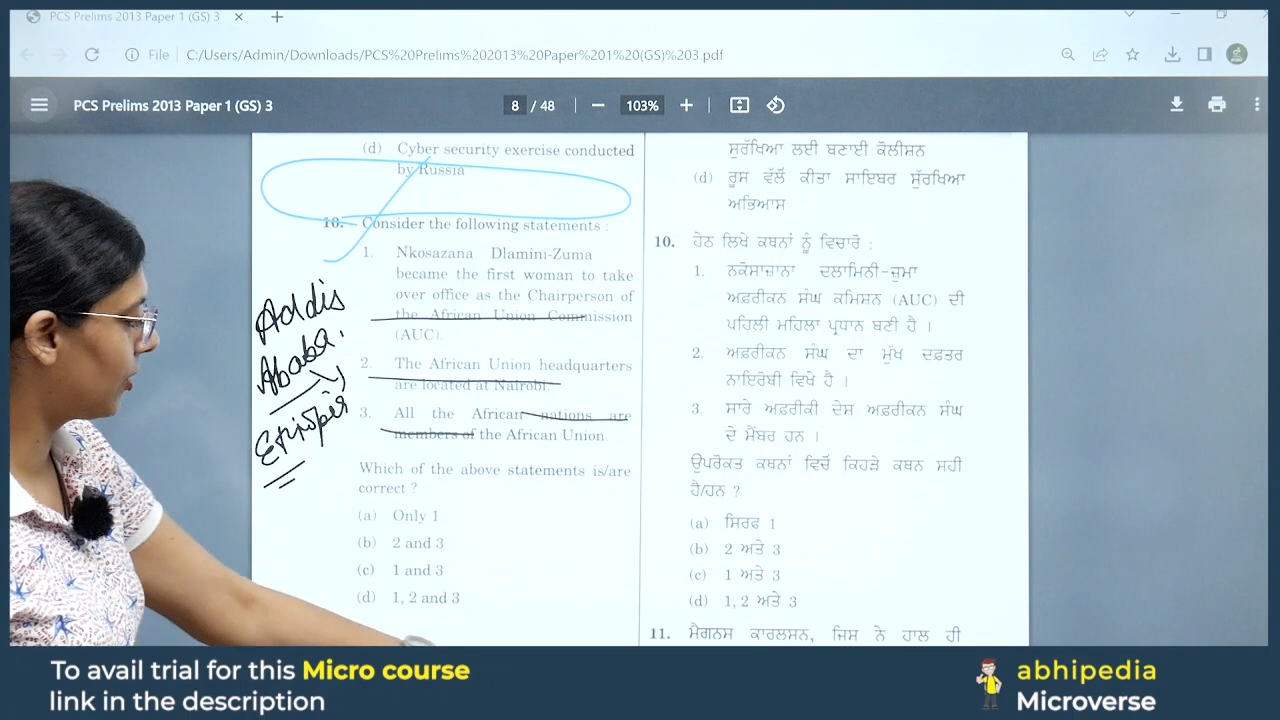 PCS Prelims 2013 Paper 1 (GS) 3
File
C:/Users/Admin/Downloads/PCS%20Prelims%202013%20Paper%201%20(GS)%203.pdf
PCS Prelims 2013 Paper 1 (GS) 3
8 / 48
103%
(d) Cyber security exercise conducted
by Russia
10. Consider the following statements :
1. Nkosazana Dlamini-Zuma
became the first woman to take
over office as the Chairperson of
the African Union Commission
(AUC).
2. The African Union headquarters
are located at Nairobi.
3. All the African nations are
members of the African Union.
Which of the above statements is/are
correct ?
(a) Only 1
(b) 2 and 3
(c) 1 and 3
(d) 1, 2 and 3
Addis
Ababa.
ਸੁਰੱਖਿਆ ਲਈ ਬਣਾਈ ਕੋਲੀਸ਼ਨ
(d) ਰੂਸ ਵੱਲੋਂ ਕੀਤਾ ਸਾਇਬਰ ਸੁੱਰਖਿਆ
ਅਭਿਆਸ
10. ਹੇਠ ਲਿਖੇ ਕਥਨਾਂ ਨੂੰ ਵਿਚਾਰੋ :
1. ਨਕੋਸਾਜ਼ਾਨਾ ਦਲਾਮਿਨੀ-ਜ਼ੁਮਾ
ਅਫ਼ਰੀਕਨ ਸੰਘ ਕਮਿਸ਼ਨ (AUC) ਦੀ
ਪਹਿਲੀ ਮਹਿਲਾ ਪ੍ਰਧਾਨ ਬਣੀ ਹੈ ।
2. ਅਫ਼ਰੀਕਨ ਸੰਘ ਦਾ ਮੁੱਖ ਦਫ਼ਤਰ
ਨਾਇਰੋਬੀ ਵਿਖੇ ਹੈ ।
3. ਸਾਰੇ ਅਫ਼ਰੀਕੀ ਦੇਸ਼ ਅਫ਼ਰੀਕਨ ਸੰਘ
ਦੇ ਮੈਂਬਰ ਹਨ ।
ਉਪਰੋਕਤ ਕਥਨਾਂ ਵਿਚੋਂ ਕਿਹੜੇ ਕਥਨ ਸਹੀ
ਹੈ/ਹਨ ?
(a) ਸਿਰਫ 1
(b) 2 ਅਤੇ 3
(c) 1 ਅਤੇ 3
(d) 1, 2 ਅਤੇ 3
11. ਮੈਗਨਸ ਕਾਰਲਸਨ, ਜਿਸ ਨੇ ਹਾਲ ਹੀ
To avail trial for this Micro course
link in the description
abhipedia
Microverse